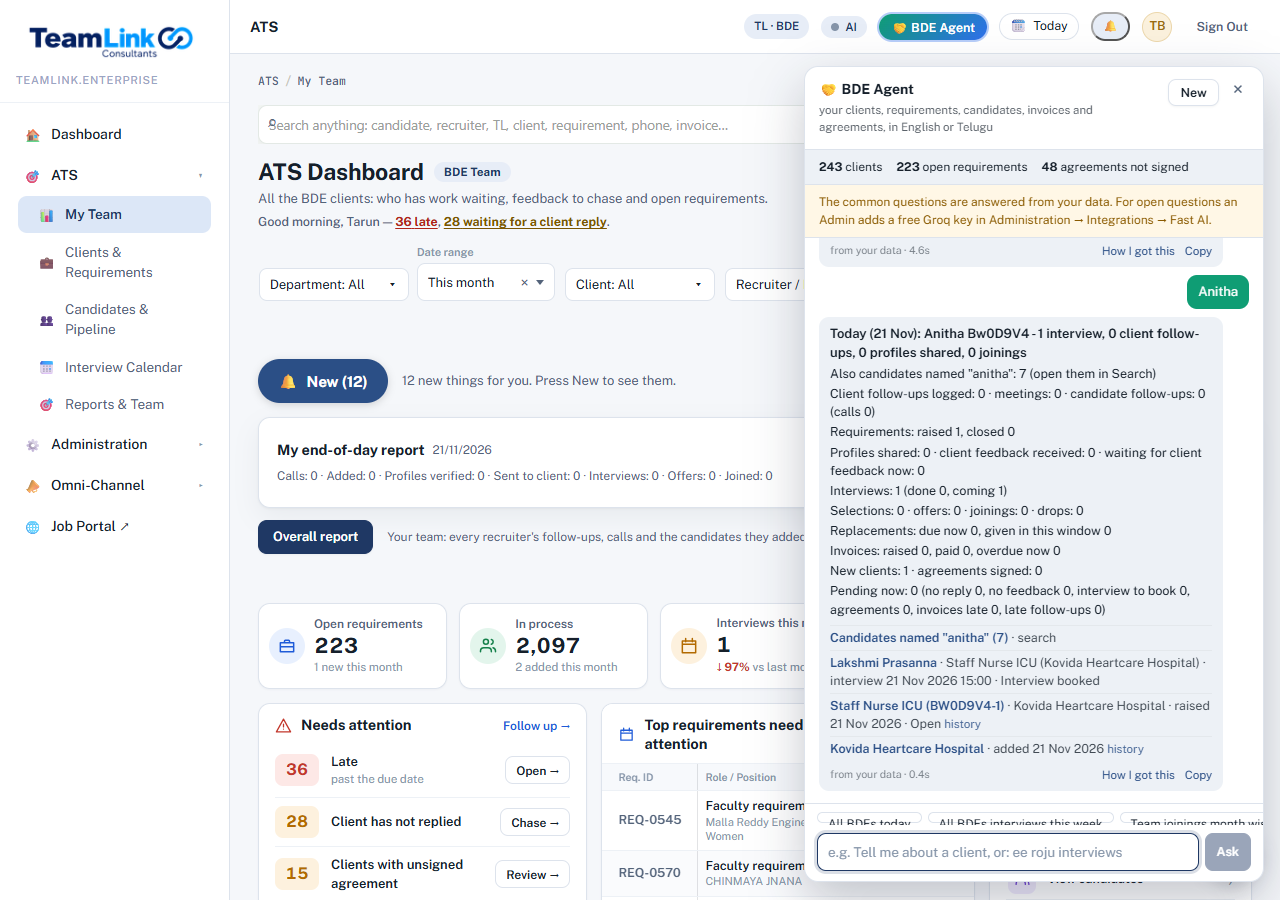 TeamLink
Consultants
TEAMLINK.ENTERPRISE
Dashboard
ATS
My Team
Clients &
Requirements
Candidates &
Pipeline
Interview Calendar
Reports & Team
Administration
Omni-Channel
Job Portal ↗
ATS
TL · BDE
AI
BDE Agent
Today
TB
Sign Out
ATS / My Team
Search anything: candidate, recruiter, TL, client, requirement, phone, invoice...
ATS Dashboard
BDE Team
All the BDE clients: who has work waiting, feedback to chase and open requirements.
Good morning, Tarun — 36 late, 28 waiting for a client reply.
Date range
Department: All
This month ×
Client: All
Recruiter /
New (12)
12 new things for you. Press New to see them.
My end-of-day report 21/11/2026
Calls: 0 · Added: 0 · Profiles verified: 0 · Sent to client: 0 · Interviews: 0 · Offers: 0 · Joined: 0
Overall report
Your team: every recruiter's follow-ups, calls and the candidates they added
Open requirements
223
1 new this month
In process
2,097
2 added this month
Interviews this
1
↓97% vs last
Needs attention
Follow up →
36
Late
past the due date
Open →
28
Client has not replied
Chase →
15
Clients with unsigned
agreement
Review →
Top requirements need
attention
Req. ID
Role / Position
REQ-0545
Faculty requirem
Malla Reddy Engine
Women
REQ-0570
Faculty requirem
CHINMAYA JNANA
BDE Agent
your clients, requirements, candidates, invoices and
agreements, in English or Telugu
New
×
243 clients 223 open requirements 48 agreements not signed
The common questions are answered from your data. For open questions an
Admin adds a free Groq key in Administration → Integrations → Fast AI.
from your data · 4.6s
How I got this Copy
Anitha
Today (21 Nov): Anitha Bw0D9V4 - 1 interview, 0 client follow-
ups, 0 profiles shared, 0 joinings
Also candidates named "anitha": 7 (open them in Search)
Client follow-ups logged: 0 · meetings: 0 · candidate follow-ups: 0
(calls 0)
Requirements: raised 1, closed 0
Profiles shared: 0 · client feedback received: 0 · waiting for client
feedback now: 0
Interviews: 1 (done 0, coming 1)
Selections: 0 · offers: 0 · joinings: 0 · drops: 0
Replacements: due now 0, given in this window 0
Invoices: raised 0, paid 0, overdue now 0
New clients: 1 · agreements signed: 0
Pending now: 0 (no reply 0, no feedback 0, interview to book 0,
agreements 0, invoices late 0, late follow-ups 0)
Candidates named "anitha" (7) · search
Lakshmi Prasanna · Staff Nurse ICU (Kovida Heartcare Hospital) ·
interview 21 Nov 2026 15:00 · Interview booked
Staff Nurse ICU (BW0D9V4-1) · Kovida Heartcare Hospital · raised
21 Nov 2026 · Open history
Kovida Heartcare Hospital · added 21 Nov 2026 history
from your data · 0.4s
How I got this Copy
All BDEs today
All BDEs interviews this week
Team joinings month
e.g. Tell me about a client, or: ee roju interviews
Ask